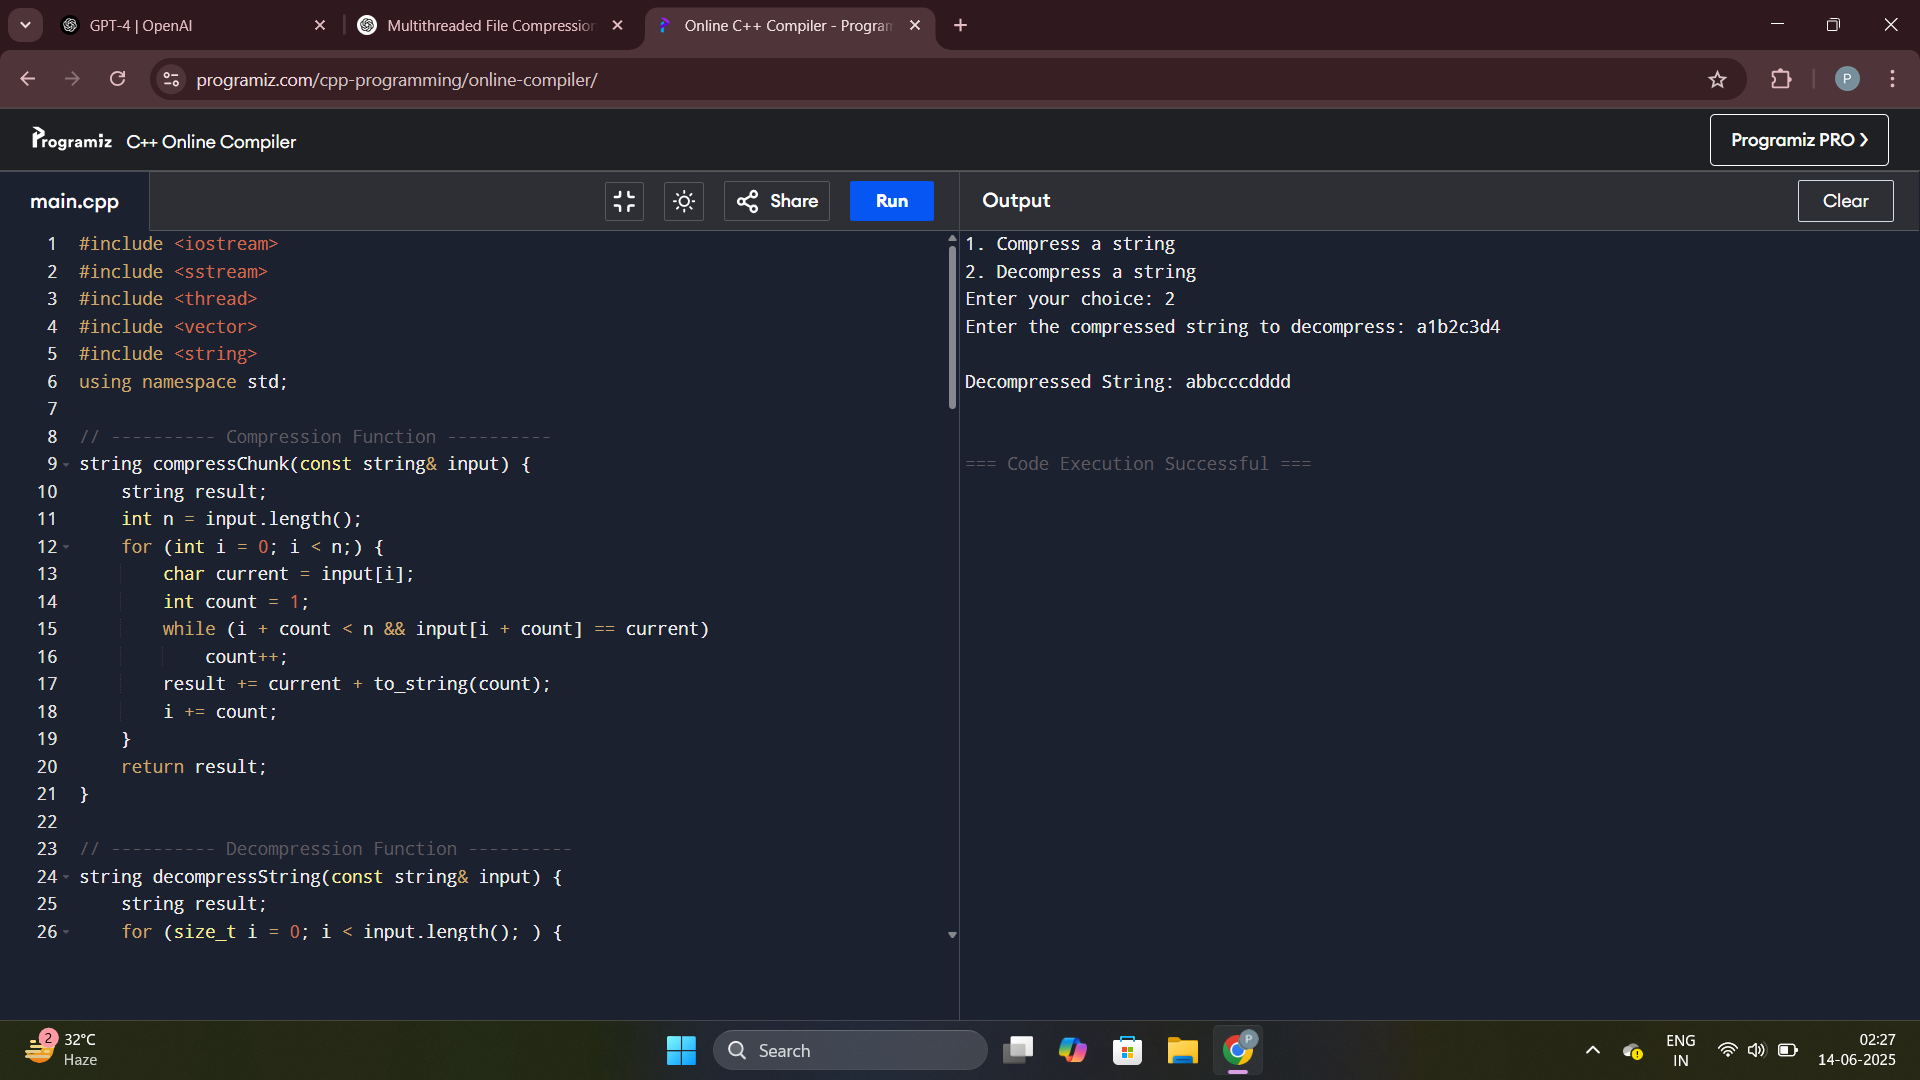 GPT-4 | OpenAI
Multithreaded File Compression
Online C++ Compiler - Program
programiz.com/cpp-programming/online-compiler/
P
Programiz C++ Online Compiler
Programiz PRO
main.cpp
Share
Run
Output
Clear
1 #include <iostream>
2 #include <sstream>
3 #include <thread>
4 #include <vector>
5 #include <string>
6 using namespace std;
7
8 // ---------- Compression Function ----------
9 string compressChunk(const string& input) {
10 string result;
11 int n = input.length();
12 for (int i = 0; i < n;) {
13 char current = input[i];
14 int count = 1;
15 while (i + count < n && input[i + count] == current)
16 count++;
17 result += current + to_string(count);
18 i += count;
19 }
20 return result;
21 }
22
23 // ---------- Decompression Function ----------
24 string decompressString(const string& input) {
25 string result;
26 for (size_t i = 0; i < input.length(); ) {
1. Compress a string
2. Decompress a string
Enter your choice: 2
Enter the compressed string to decompress: a1b2c3d4
Decompressed String: abbcccdddd
=== Code Execution Successful ===
2
32°C
Haze
Search
P
ENG
IN
02:27
14-06-2025